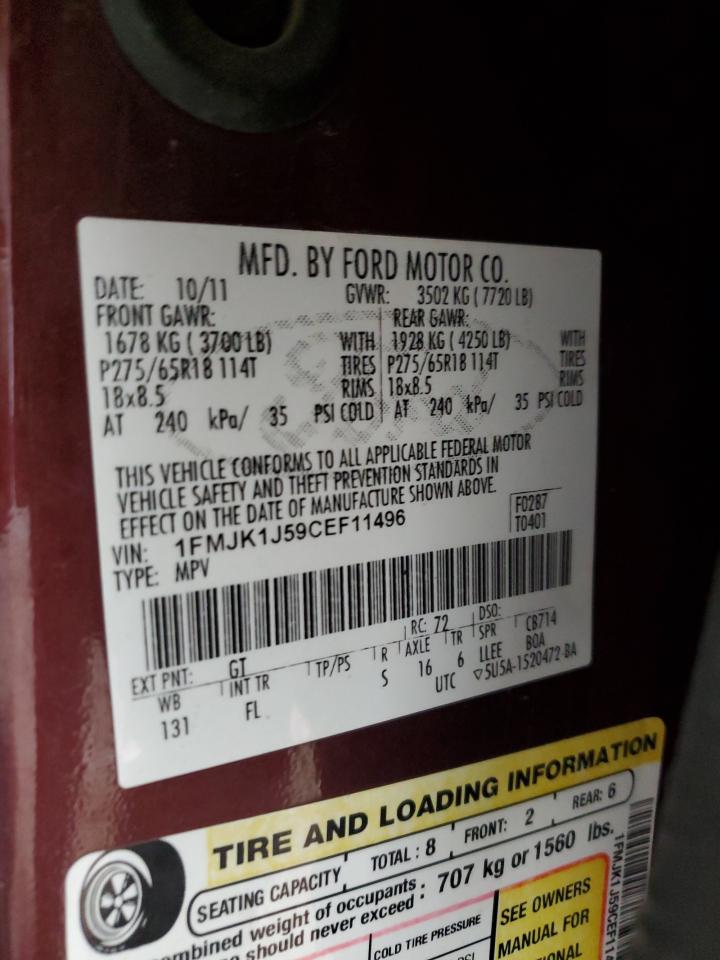 MFD. BY FORD MOTOR CO.
DATE: 10/11 GVWR: 3502 KG ( 7720 LB)
FRONT GAWR: REAR GAWR:
1678 KG ( 3700 LB) WITH 1928 KG ( 4250 LB) WITH
P275/65R18 114T TIRES P275/65R18 114T TIRES
18x8.5 RIMS 18x8.5 RIMS
AT 240 kPa/ 35 PSI COLD AT 240 kPa/ 35 PSI COLD
THIS VEHICLE CONFORMS TO ALL APPLICABLE FEDERAL MOTOR
VEHICLE SAFETY AND THEFT PREVENTION STANDARDS IN
EFFECT ON THE DATE OF MANUFACTURE SHOWN ABOVE.
F0287
VIN: 1FMJK1J59CEF11496 T0401
TYPE: MPV
RC: 72 DSO:
EXT PNT: GT TP/PS R AXLE TR SPR CB714
WB INT TR S 16 6 LLEE BOA
131 FL UTC ▽5U5A-1520472-BA
TIRE AND LOADING INFORMATION
SEATING CAPACITY TOTAL : 8 FRONT: 2 REAR: 6
ombined weight of occupants : 707 kg or 1560 lbs.
o should never exceed :
COLD TIRE PRESSURE
SEE OWNERS
MANUAL FOR
IONAL
1FMJK1J59CEF114